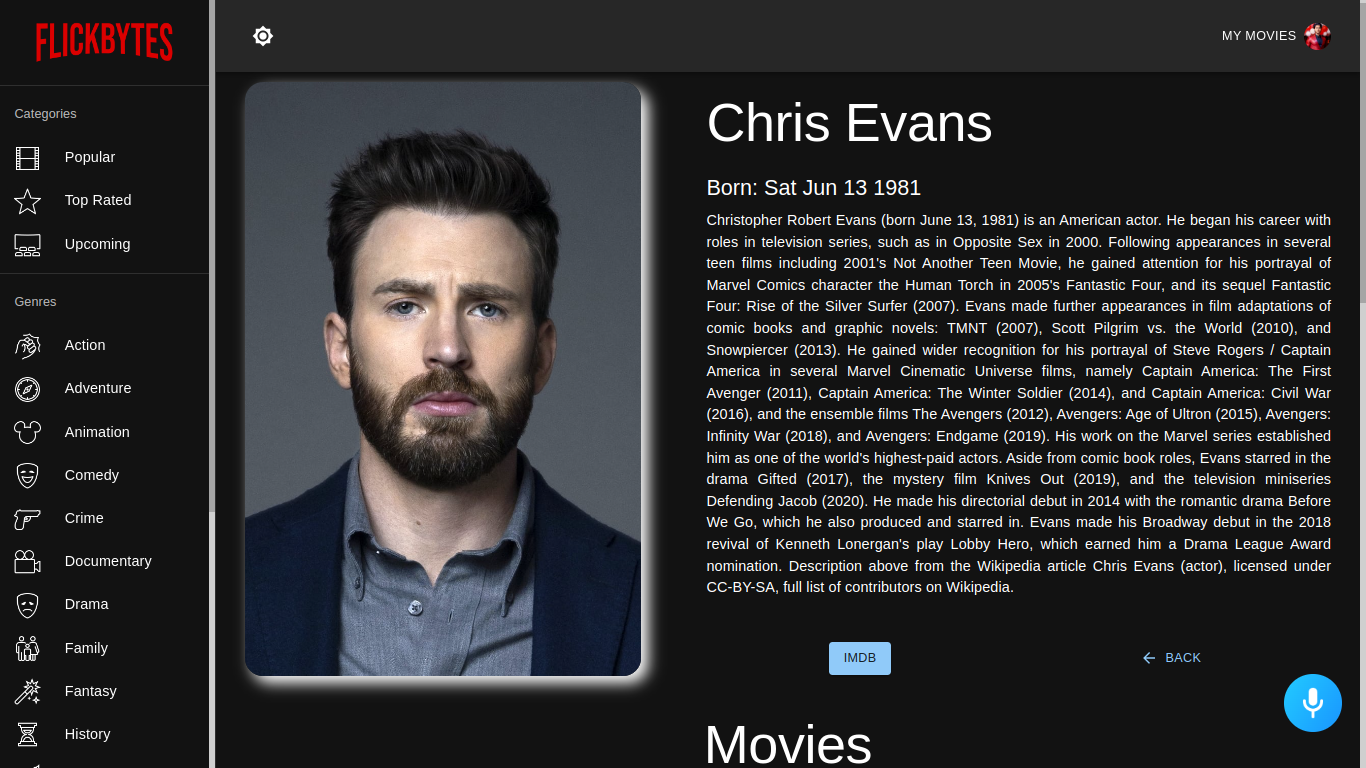 FLICKBYTES
MY MOVIES
Categories
Popular
Top Rated
Upcoming
Genres
Action
Adventure
Animation
Comedy
Crime
Documentary
Drama
Family
Fantasy
History
Chris Evans
Born: Sat Jun 13 1981
Christopher Robert Evans (born June 13, 1981) is an American actor. He began his career with
roles in television series, such as in Opposite Sex in 2000. Following appearances in several
teen films including 2001's Not Another Teen Movie, he gained attention for his portrayal of
Marvel Comics character the Human Torch in 2005's Fantastic Four, and its sequel Fantastic
Four: Rise of the Silver Surfer (2007). Evans made further appearances in film adaptations of
comic books and graphic novels: TMNT (2007), Scott Pilgrim vs. the World (2010), and
Snowpiercer (2013). He gained wider recognition for his portrayal of Steve Rogers / Captain
America in several Marvel Cinematic Universe films, namely Captain America: The First
Avenger (2011), Captain America: The Winter Soldier (2014), and Captain America: Civil War
(2016), and the ensemble films The Avengers (2012), Avengers: Age of Ultron (2015), Avengers:
Infinity War (2018), and Avengers: Endgame (2019). His work on the Marvel series established
him as one of the world's highest-paid actors. Aside from comic book roles, Evans starred in the
drama Gifted (2017), the mystery film Knives Out (2019), and the television miniseries
Defending Jacob (2020). He made his directorial debut in 2014 with the romantic drama Before
We Go, which he also produced and starred in. Evans made his Broadway debut in the 2018
revival of Kenneth Lonergan's play Lobby Hero, which earned him a Drama League Award
nomination. Description above from the Wikipedia article Chris Evans (actor), licensed under
CC-BY-SA, full list of contributors on Wikipedia.
IMDB
BACK
Movies